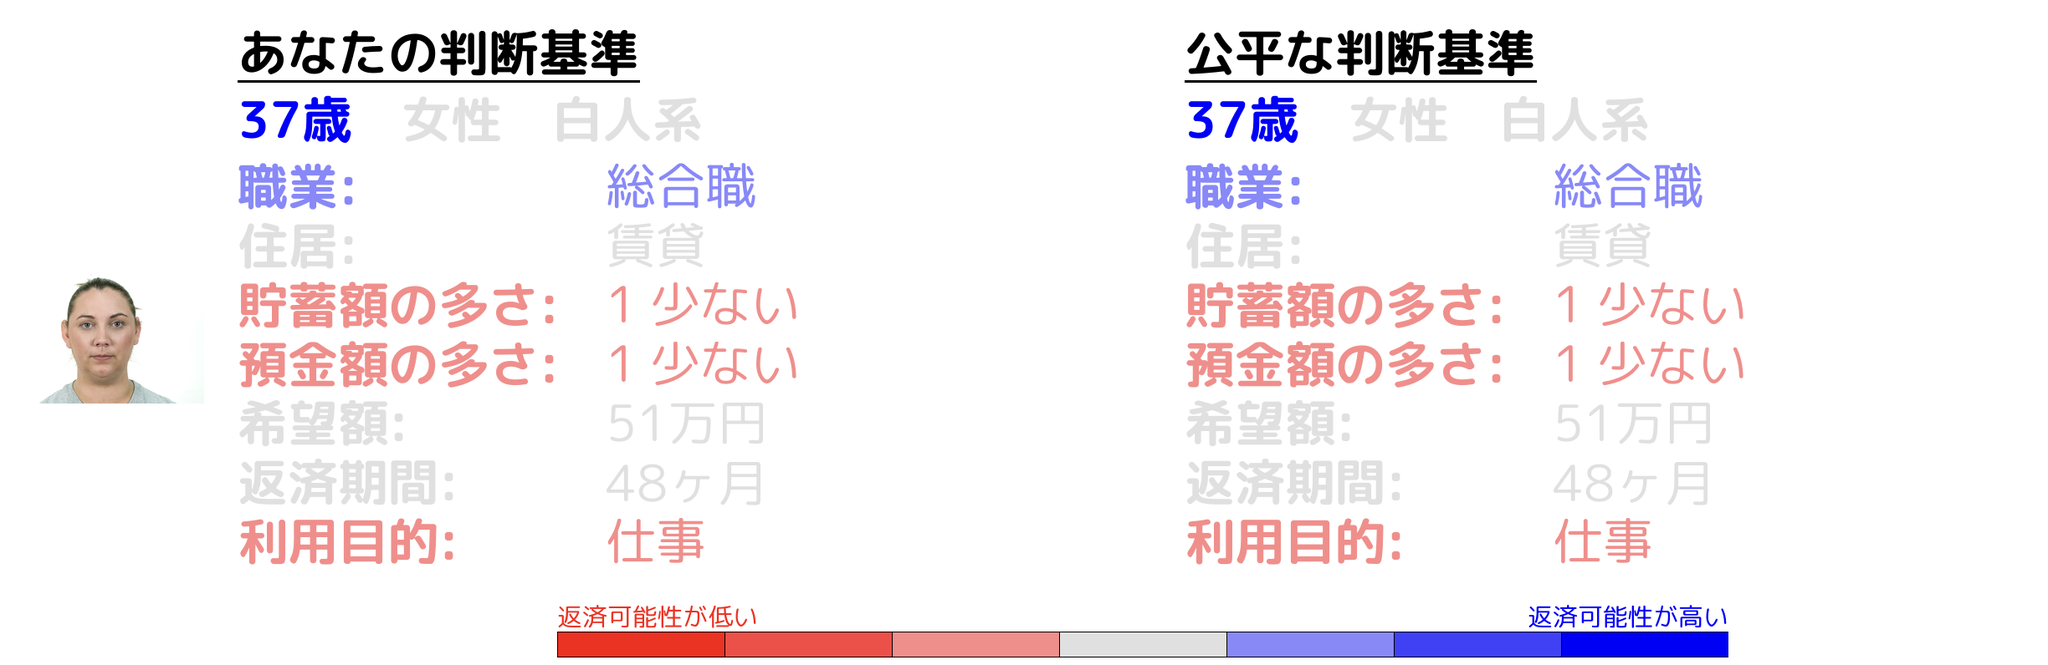 あなたの判断基準
37歳 女性 白人系
職業: 総合職
住居: 賃貸
貯蓄額の多さ: 1 少ない
預金額の多さ: 1 少ない
希望額: 51万円
返済期間: 48ヶ月
利用目的: 仕事
公平な判断基準
37歳 女性 白人系
職業: 総合職
住居: 賃貸
貯蓄額の多さ: 1 少ない
預金額の多さ: 1 少ない
希望額: 51万円
返済期間: 48ヶ月
利用目的: 仕事
返済可能性が低い
返済可能性が高い